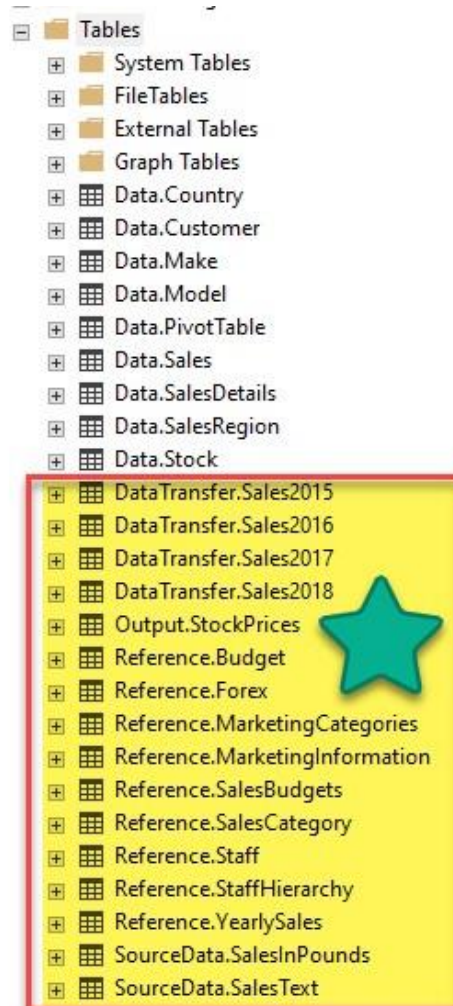 Tables
System Tables
FileTables
External Tables
Graph Tables
Data.Country
Data.Customer
Data.Make
Data.Model
Data.PivotTable
Data.Sales
Data.SalesDetails
Data.SalesRegion
Data.Stock
DataTransfer.Sales2015
DataTransfer.Sales2016
DataTransfer.Sales2017
DataTransfer.Sales2018
Output.StockPrices
Reference.Budget
Reference.Forex
Reference.MarketingCategories
Reference.MarketingInformation
Reference.SalesBudgets
Reference.SalesCategory
Reference.Staff
Reference.StaffHierarchy
Reference.YearlySales
SourceData.SalesInPounds
SourceData.SalesText